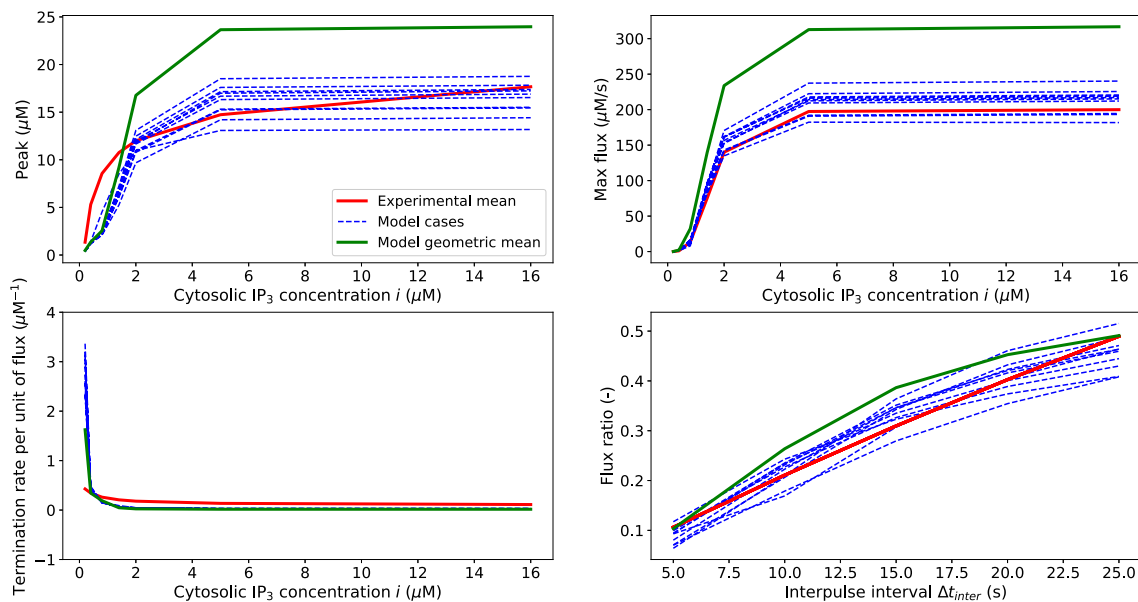 25
20
15
10
5
0
Peak (μM)
0 2 4 6 8 10 12 14 16
Cytosolic IP₃ concentration i (μM)
Experimental mean
Model cases
Model geometric mean
300
250
200
150
100
50
0
Max flux (μM/s)
0 2 4 6 8 10 12 14 16
Cytosolic IP₃ concentration i (μM)
4
3
2
1
0
−1
Termination rate per unit of flux (μM⁻¹)
0 2 4 6 8 10 12 14 16
Cytosolic IP₃ concentration i (μM)
0.5
0.4
0.3
0.2
0.1
Flux ratio (-)
5.0 7.5 10.0 12.5 15.0 17.5 20.0 22.5 25.0
Interpulse interval Δt_inter (s)